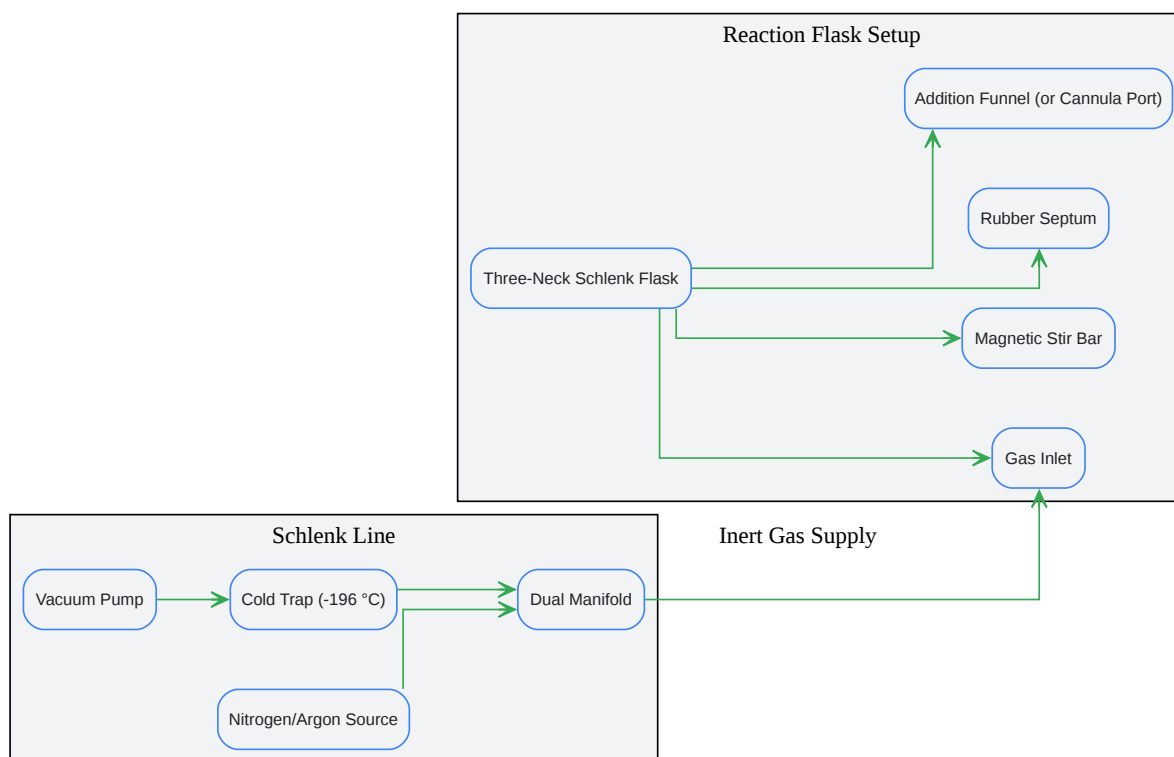 Reaction Flask Setup
Addition Funnel (or Cannula Port)
Rubber Septum
Three-Neck Schlenk Flask
Magnetic Stir Bar
Gas Inlet
Schlenk Line
Inert Gas Supply
Vacuum Pump
Cold Trap (-196 °C)
Dual Manifold
Nitrogen/Argon Source